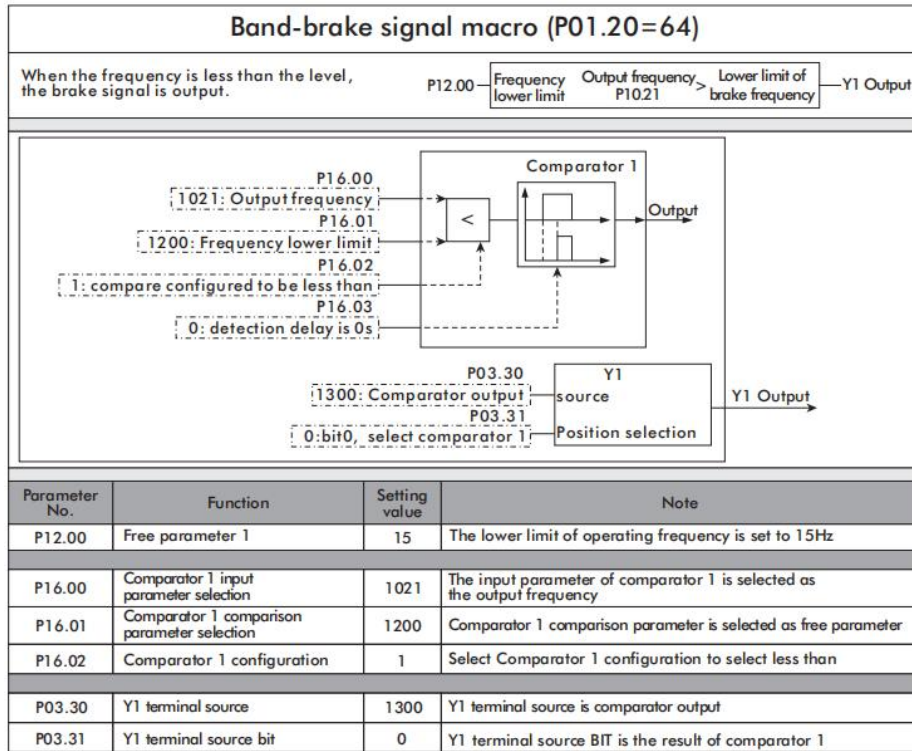 Band-brake signal macro (P01.20=64)
When the frequency is less than the level,
the brake signal is output.
P12.00
Frequency
lower limit
Output frequency
P10.21
>
Lower limit of
brake frequency
Y1 Output
Comparator 1
P16.00
1021: Output frequency
P16.01
1200: Frequency lower limit
P16.02
1: compare configured to be less than
P16.03
0: detection delay is 0s
<
Output
P03.30
1300: Comparator output
P03.31
0:bit0, select comparator 1
Y1
source
Position selection
Y1 Output
Parameter No. Function Setting value Note
P12.00 Free parameter 1 15 The lower limit of operating frequency is set to 15Hz
P16.00 Comparator 1 input parameter selection 1021 The input parameter of comparator 1 is selected as the output frequency
P16.01 Comparator 1 comparison parameter selection 1200 Comparator 1 comparison parameter is selected as free parameter
P16.02 Comparator 1 configuration 1 Select Comparator 1 configuration to select less than
P03.30 Y1 terminal source 1300 Y1 terminal source is comparator output
P03.31 Y1 terminal source bit 0 Y1 terminal source BIT is the result of comparator 1